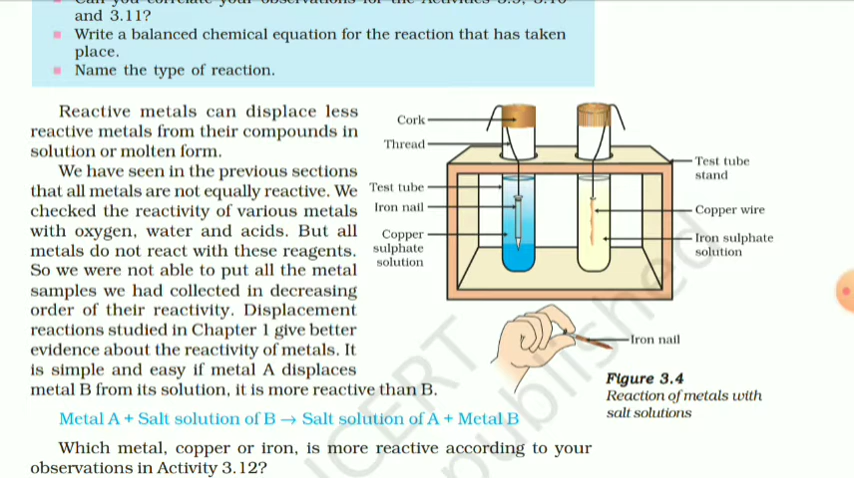 and 3.11?
Write a balanced chemical equation for the reaction that has taken
place.
Name the type of reaction.
Reactive metals can displace less
reactive metals from their compounds in
solution or molten form.
We have seen in the previous sections
that all metals are not equally reactive. We
checked the reactivity of various metals
with oxygen, water and acids. But all
metals do not react with these reagents.
So we were not able to put all the metal
samples we had collected in decreasing
order of their reactivity. Displacement
reactions studied in Chapter 1 give better
evidence about the reactivity of metals. It
is simple and easy if metal A displaces
metal B from its solution, it is more reactive than B.
Metal A + Salt solution of B → Salt solution of A + Metal B
Which metal, copper or iron, is more reactive according to your
observations in Activity 3.12?
Cork
Thread
Test tube
Iron nail
Copper
sulphate
solution
Test tube
stand
Copper wire
Iron sulphate
solution
Iron nail
Figure 3.4
Reaction of metals with
salt solutions
NCERT
published